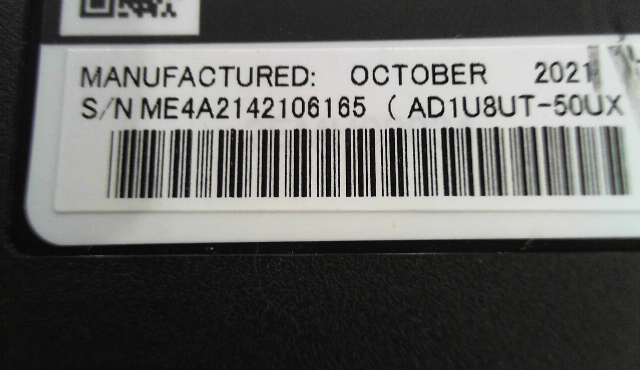 MANUFACTURED: OCTOBER 2021
S/N ME4A2142106165 ( AD1U8UT-50UX